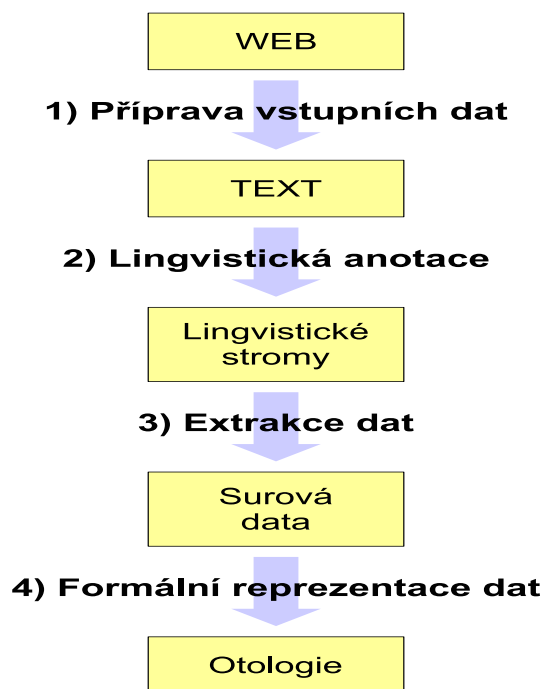 WEB
1) Příprava vstupních dat
TEXT
2) Lingvistická anotace
Lingvistické
stromy
3) Extrakce dat
Surová
data
4) Formální reprezentace dat
Otologie